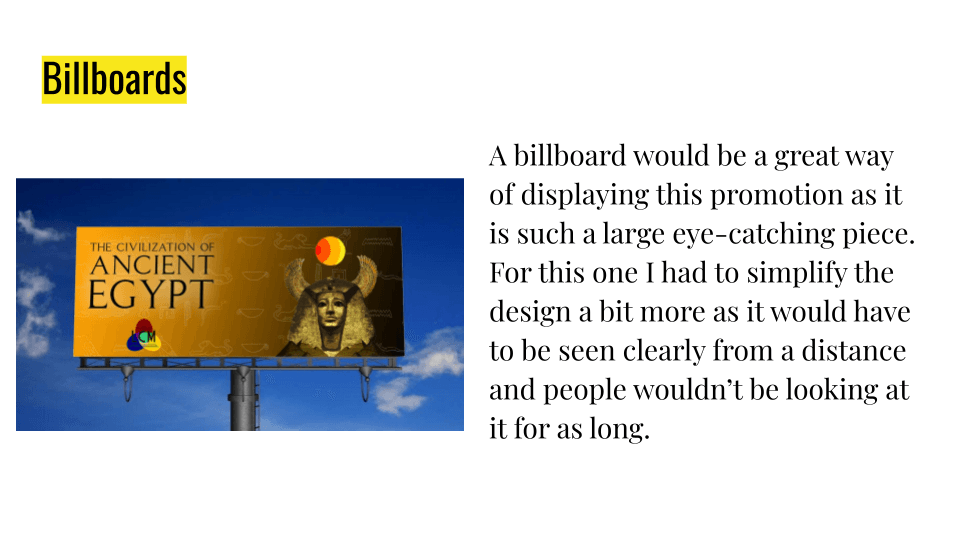 Billboards
THE CIVILIZATION OF
ANCIENT
EGYPT
A billboard would be a great way
of displaying this promotion as it
is such a large eye-catching piece.
For this one I had to simplify the
design a bit more as it would have
to be seen clearly from a distance
and people wouldn’t be looking at
it for as long.